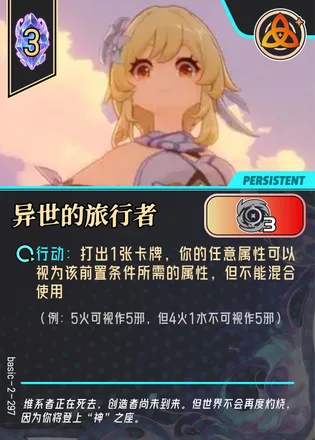 3
PERSISTENT
异世的旅行者
3
行动：打出1张卡牌，你的任意属性可以
视为该前置条件所需的属性，但不能混合
使用
（例：5火可视作5邪，但4火1水不可视作5邪）
basic-2-297
维系者正在死去，创造者尚未到来。但世界不会再度灼烧，
因为你将登上“神”之座。